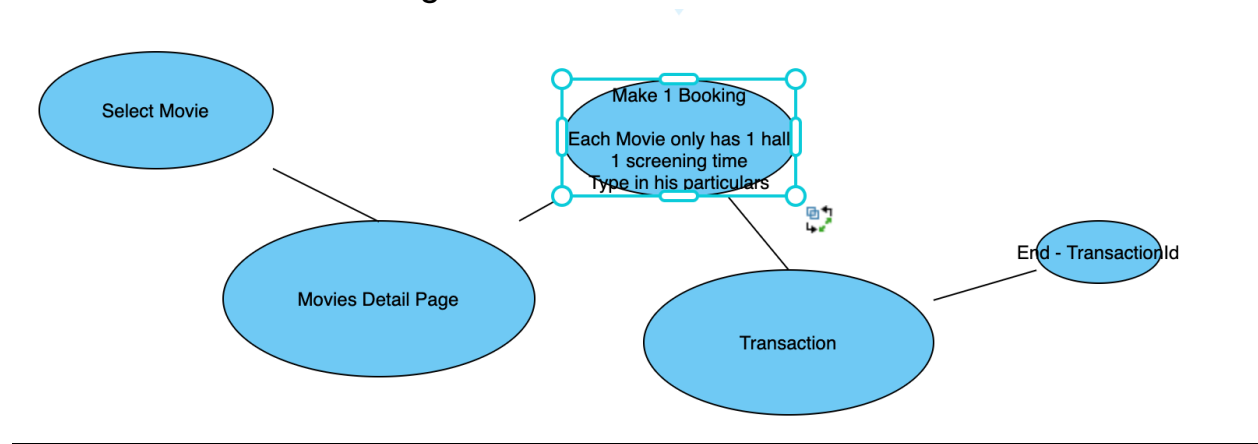 Select Movie
Make 1 Booking
Each Movie only has 1 hall
1 screening time
Type in his particulars
Movies Detail Page
Transaction
End - TransactionId